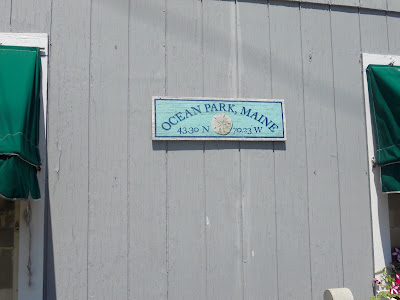 OCEAN PARK, MAINE
43.30 N 70.23 W